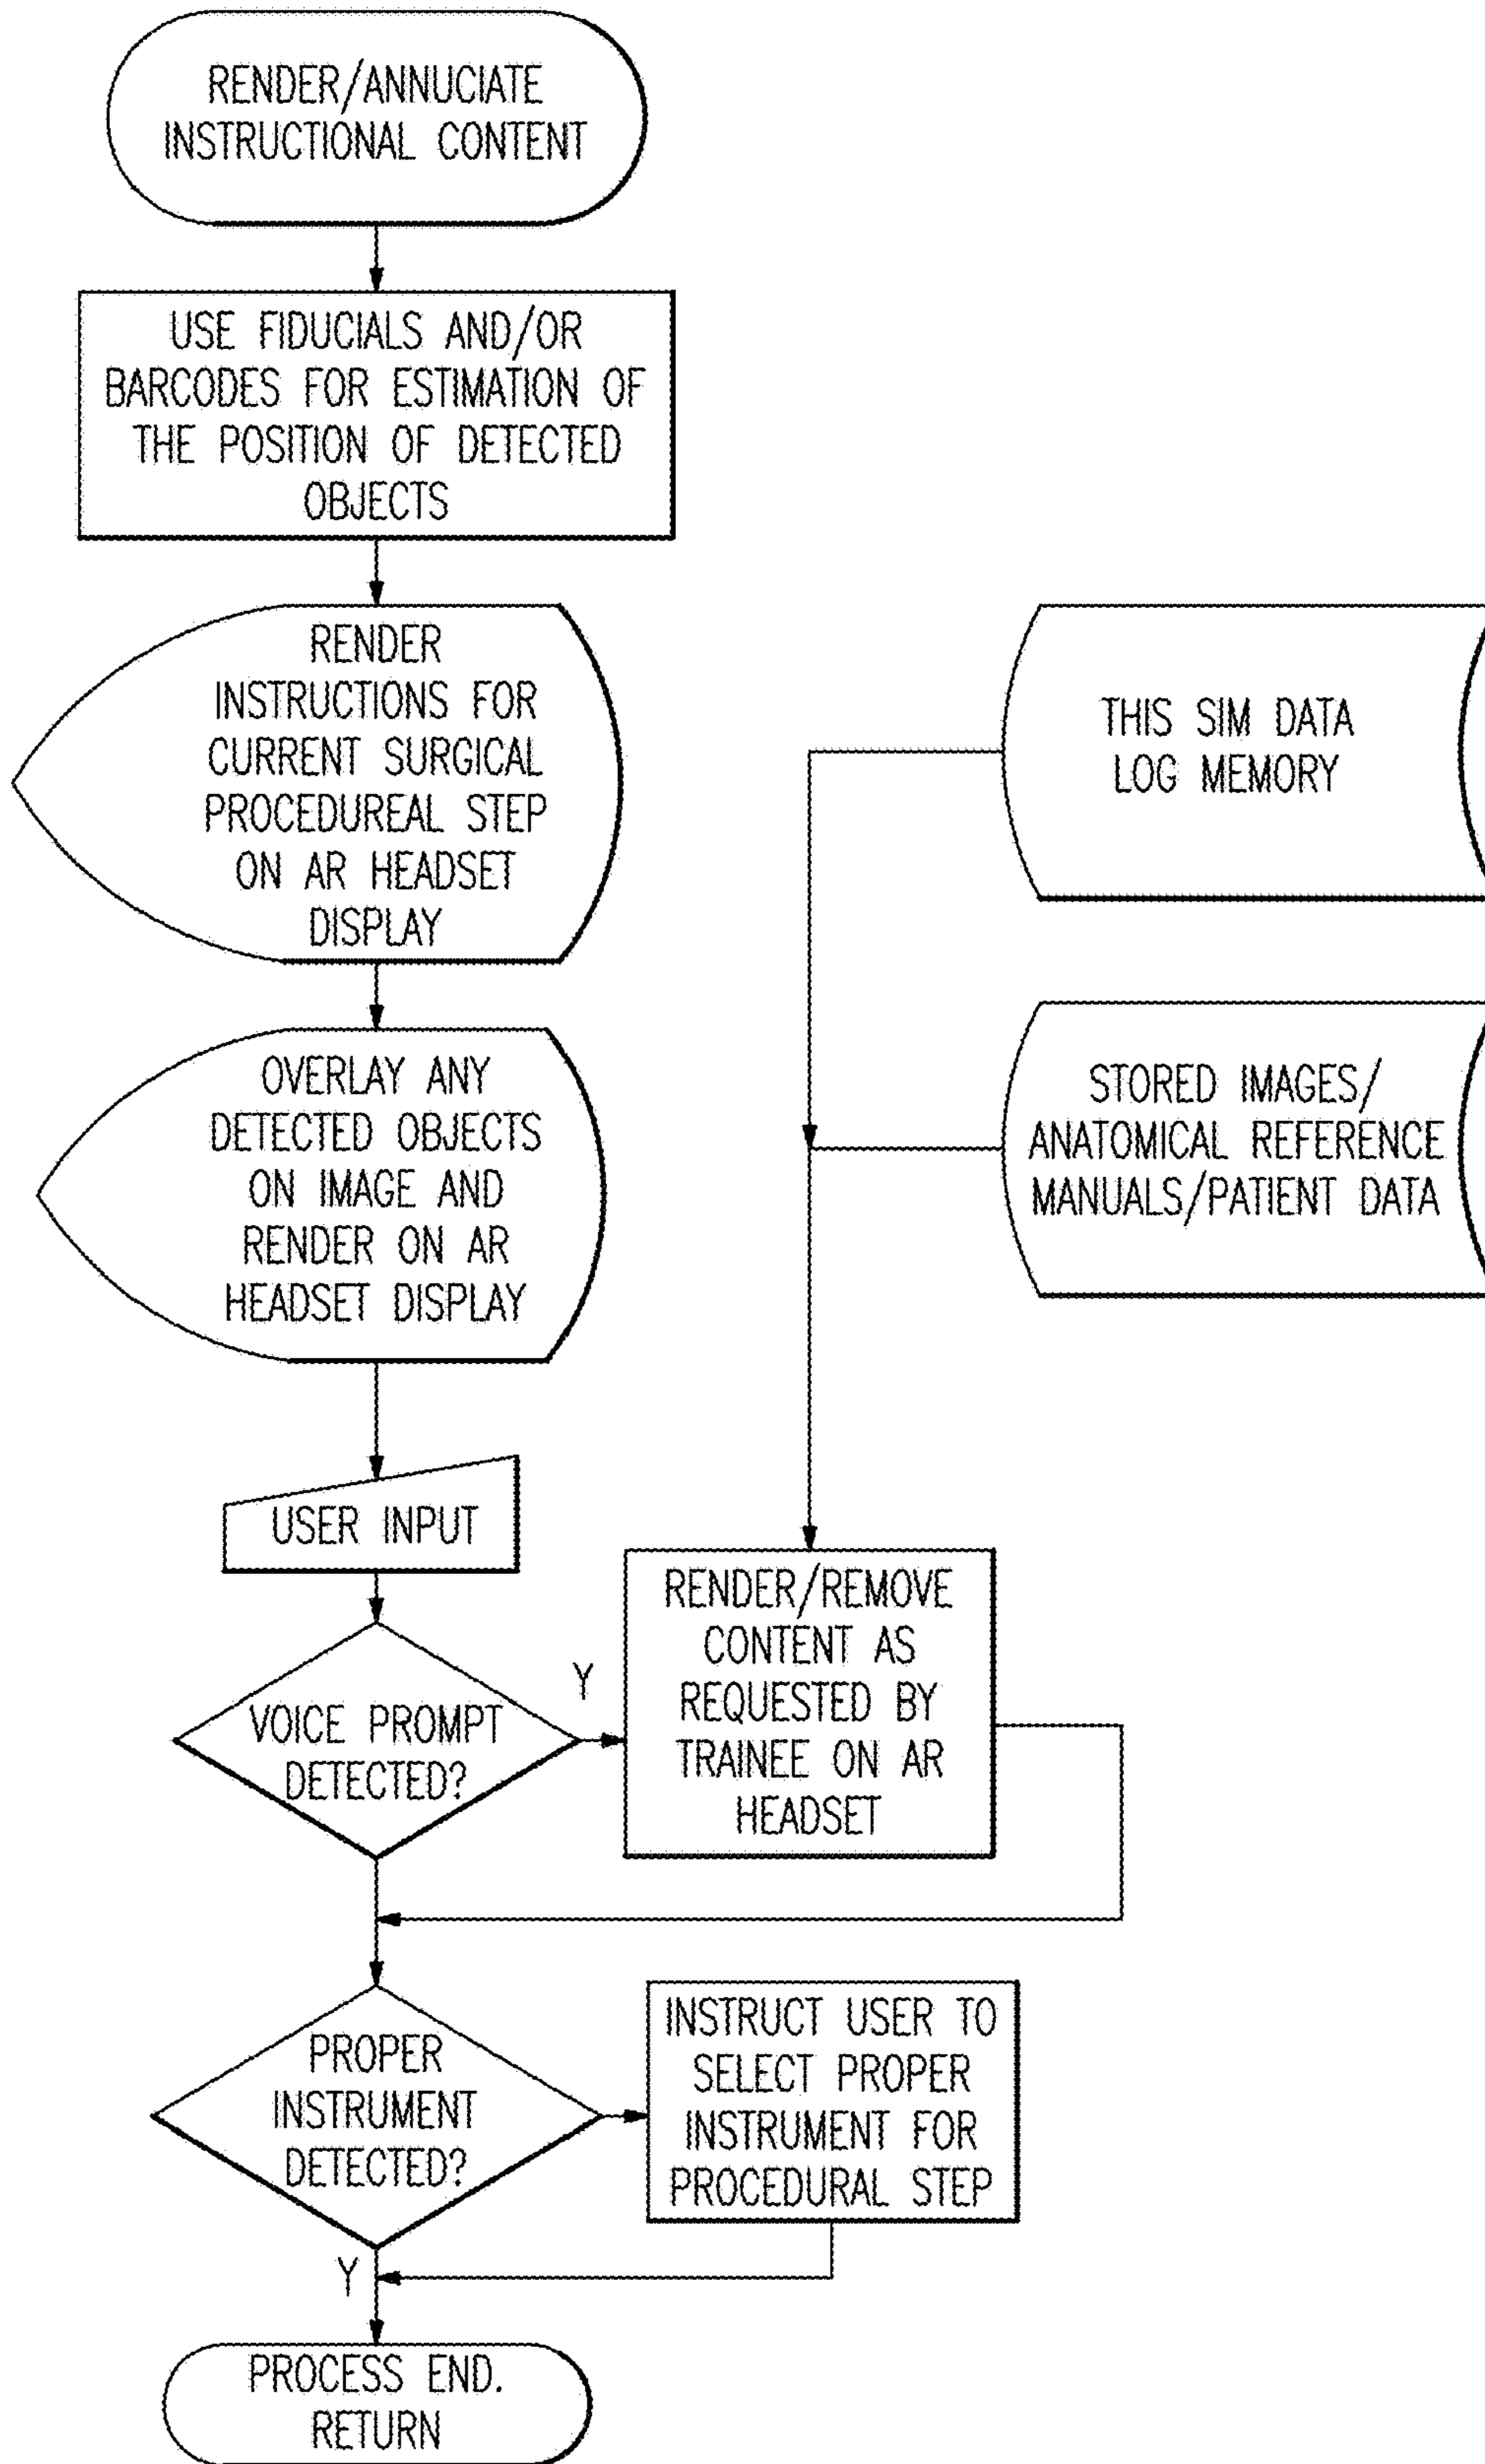 RENDER/ANNUCIATE
INSTRUCTIONAL CONTENT
USE FIDUCIALS AND/OR
BARCODES FOR ESTIMATION OF
THE POSITION OF DETECTED
OBJECTS
RENDER
INSTRUCTIONS FOR
CURRENT SURGICAL
PROCEDUREAL STEP
ON AR HEADSET
DISPLAY
THIS SIM DATA
LOG MEMORY
OVERLAY ANY
DETECTED OBJECTS
ON IMAGE AND
RENDER ON AR
HEADSET DISPLAY
STORED IMAGES/
ANATOMICAL REFERENCE
MANUALS/PATIENT DATA
USER INPUT
VOICE PROMPT
DETECTED?
Y
RENDER/REMOVE
CONTENT AS
REQUESTED BY
TRAINEE ON AR
HEADSET
PROPER
INSTRUMENT
DETECTED?
INSTRUCT USER TO
SELECT PROPER
INSTRUMENT FOR
PROCEDURAL STEP
Y
PROCESS END.
RETURN